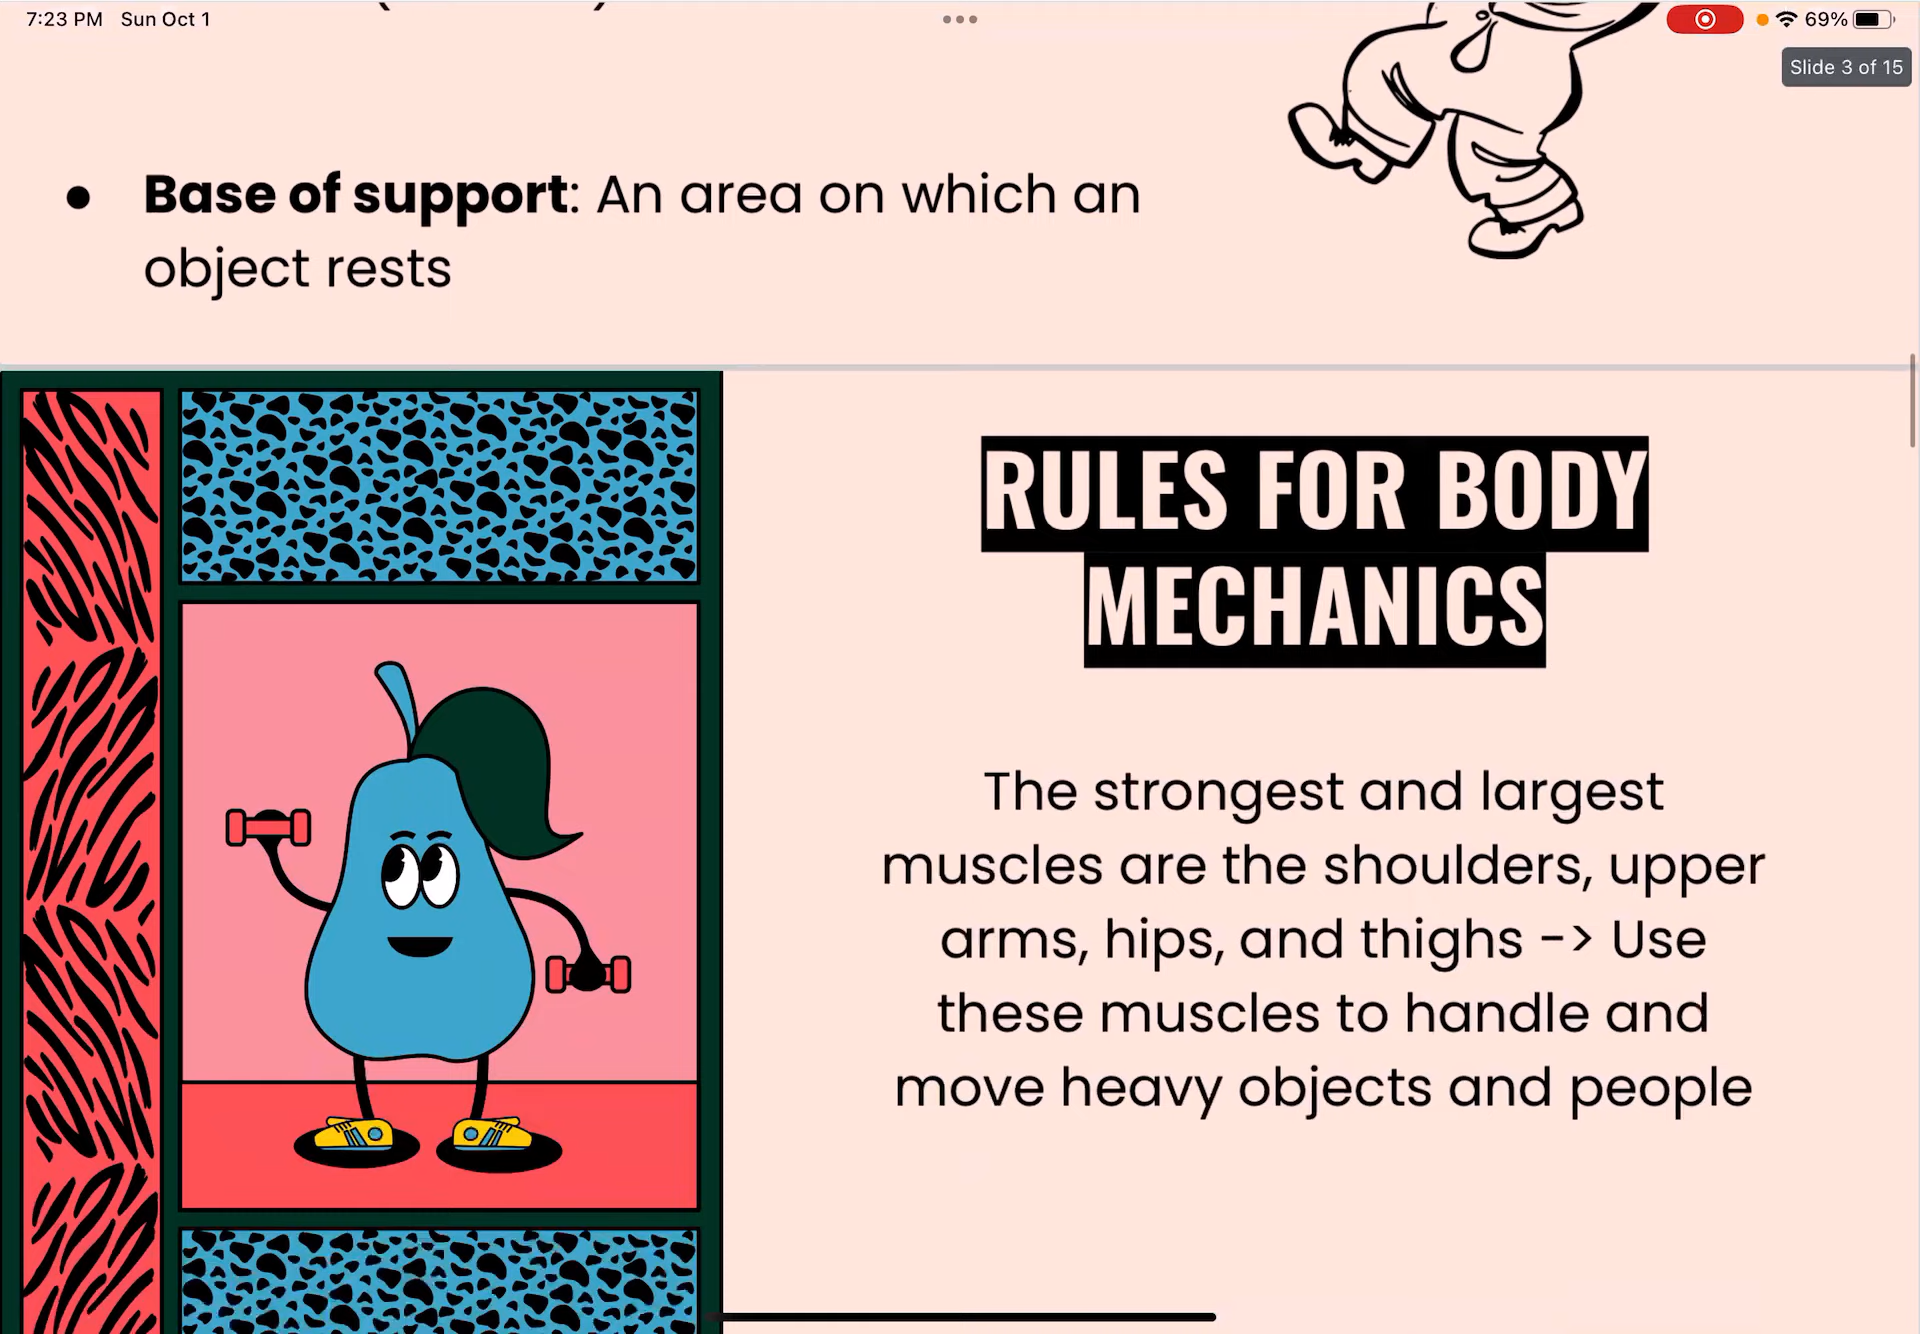 7:23 PM Sun Oct 1
69%
Slide 3 of 15
● Base of support: An area on which an
object rests
RULES FOR BODY
MECHANICS
The strongest and largest
muscles are the shoulders, upper
arms, hips, and thighs -> Use
these muscles to handle and
move heavy objects and people